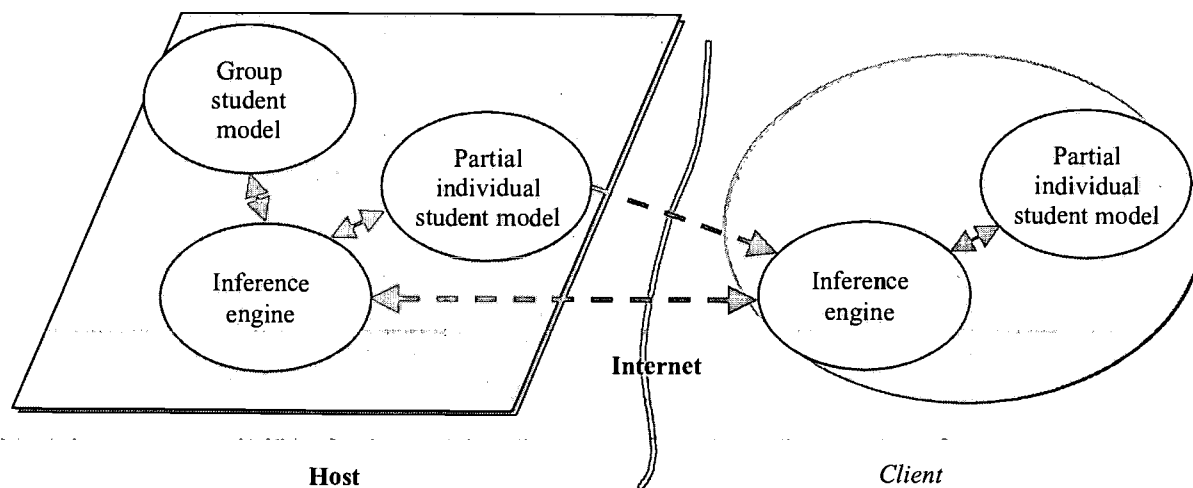 Group
student
model
Partial
individual
student model
Inference
engine
Partial
individual
student model
Inference
engine
Internet
Host
Client